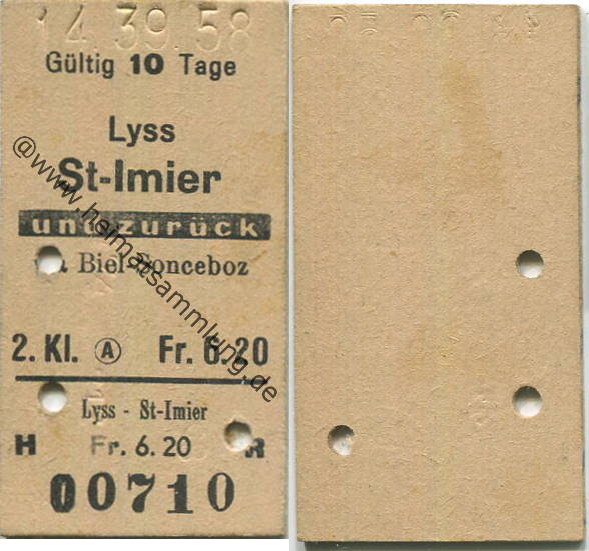 14.39.58
Gültig 10 Tage
Lyss
St-Imier
und zurück
Biel-Sonceboz
2. Kl. A Fr. 6.20
Lyss - St-Imier
H Fr. 6.20 R
00710
@www.heimatsammlung.de